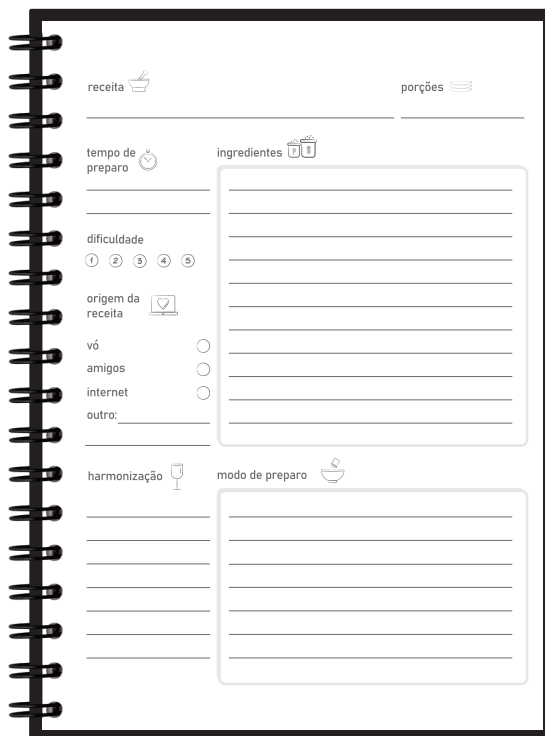 receita
porções
tempo de
preparo
ingredientes
dificuldade
1 2 3 4 5
origem da
receita
vó
amigos
internet
outro:
harmonização
modo de preparo